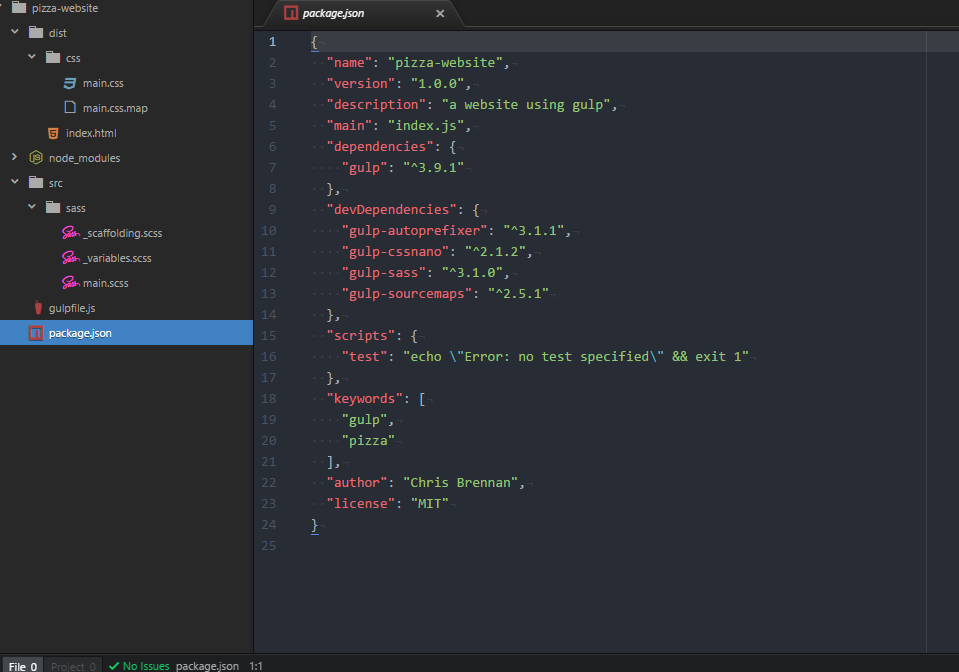 pizza-website
dist
css
main.css
main.css.map
index.html
node_modules
src
sass
_scaffolding.scss
_variables.scss
main.scss
gulpfile.js
package.json
package.json
1 {
2 "name": "pizza-website",
3 "version": "1.0.0",
4 "description": "a website using gulp",
5 "main": "index.js",
6 "dependencies": {
7 "gulp": "^3.9.1"
8 },
9 "devDependencies": {
10 "gulp-autoprefixer": "^3.1.1",
11 "gulp-cssnano": "^2.1.2",
12 "gulp-sass": "^3.1.0",
13 "gulp-sourcemaps": "^2.5.1"
14 },
15 "scripts": {
16 "test": "echo \"Error: no test specified\" && exit 1"
17 },
18 "keywords": [
19 "gulp",
20 "pizza"
21 ],
22 "author": "Chris Brennan",
23 "license": "MIT"
24 }
25
File 0 Project 0 No Issues package.json 1:1